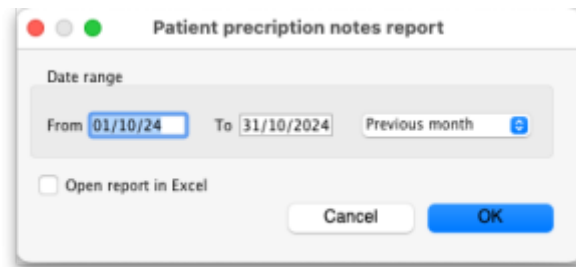 Patient precription notes report
Date range
From 01/10/24 To 31/10/2024 Previous month
Open report in Excel
Cancel OK